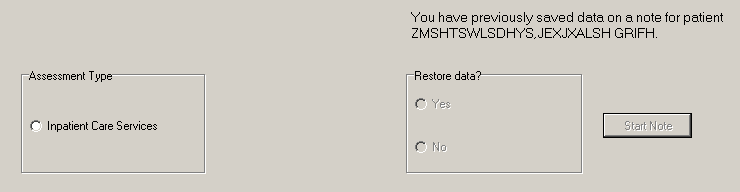 You have previously saved data on a note for patient
ZMSHTSWLSDHYS,JEXJXALSH GRIFH.
Assessment Type
Inpatient Care Services
Restore data?
Yes
No
Start Note